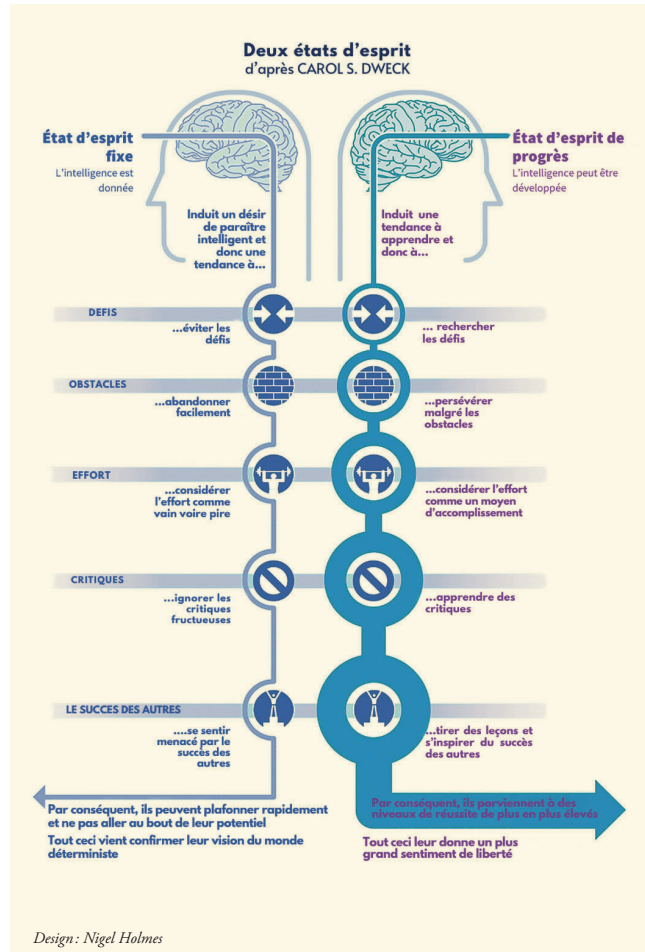 Deux états d'esprit
d'après CAROL S. DWECK
État d'esprit
fixe
L'intelligence est
donnée
État d'esprit de
progrès
L'intelligence peut être
développée
Induit un désir
de paraître
intelligent et
donc une
tendance à...
Induit une
tendance à
apprendre et
donc à...
DEFIS
...éviter les
défis
... rechercher
les défis
OBSTACLES
...abandonner
facilement
...persévérer
malgré les
obstacles
EFFORT
...considérer
l'effort comme
vain voire pire
...considérer l'effort
comme un moyen
d'accomplissement
CRITIQUES
...ignorer les
critiques
fructueuses
...apprendre des
critiques
LE SUCCES DES AUTRES
....se sentir
menacé par le
succès des
autres
...tirer des leçons et
s'inspirer du succès
des autres
Par conséquent, ils peuvent plafonner rapidement
et ne pas aller au bout de leur potentiel
Tout ceci vient confirmer leur vision du monde
déterministe
Par conséquent, ils parviennent à des
niveaux de réussite de plus en plus élevés
Tout ceci leur donne un plus
grand sentiment de liberté
Design : Nigel Holmes